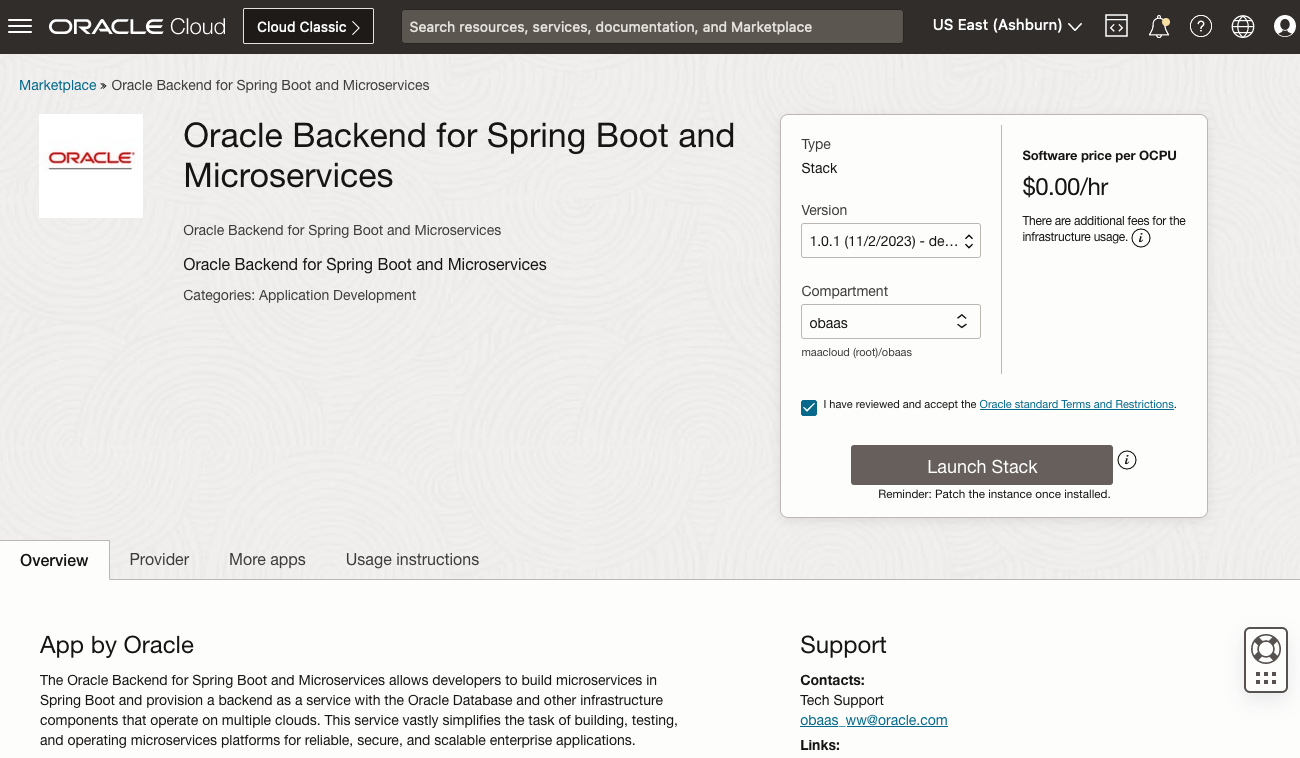 ORACLE Cloud
Cloud Classic
Search resources, services, documentation, and Marketplace
US East (Ashburn)
Marketplace » Oracle Backend for Spring Boot and Microservices
ORACLE
Oracle Backend for Spring Boot and
Microservices
Oracle Backend for Spring Boot and Microservices
Oracle Backend for Spring Boot and Microservices
Categories: Application Development
Type
Stack
Version
1.0.1 (11/2/2023) - de...
Compartment
obaas
maacloud (root)/obaas
Software price per OCPU
$0.00/hr
There are additional fees for the
infrastructure usage.
I have reviewed and accept the Oracle standard Terms and Restrictions.
Launch Stack
Reminder: Patch the instance once installed.
Overview
Provider
More apps
Usage instructions
App by Oracle
The Oracle Backend for Spring Boot and Microservices allows developers to build microservices in
Spring Boot and provision a backend as a service with the Oracle Database and other infrastructure
components that operate on multiple clouds. This service vastly simplifies the task of building, testing,
and operating microservices platforms for reliable, secure, and scalable enterprise applications.
Support
Contacts:
Tech Support
obaas_ww@oracle.com
Links: